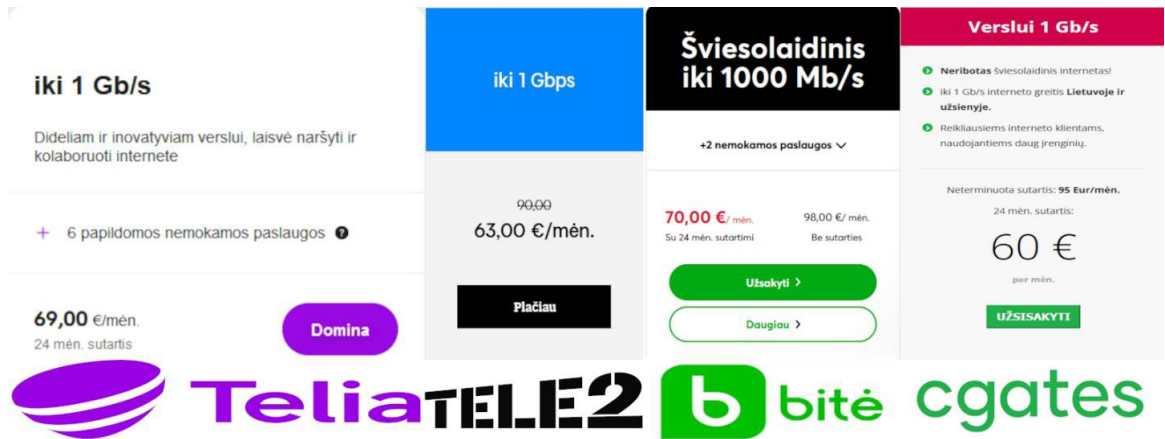 iki 1 Gb/s
Dideliam ir inovatyviam verslui, laisvė naršyti ir
kolaboruoti internete
+ 6 papildomos nemokamos paslaugos ?
69,00 €/mėn.
24 mėn. sutartis
Domina
Telia
iki 1 Gbps
90,00
63,00 €/mėn.
Plačiau
TELE2
Šviesolaidinis
iki 1000 Mb/s
+2 nemokamos paslaugos
70,00 €/ mėn.
Su 24 mėn. sutartimi
98,00 €/ mėn.
Be sutarties
Užsakyti >
Daugiau >
b bitė
Verslui 1 Gb/s
Neribotas šviesolaidinis internetas!
iki 1 Gb/s interneto greitis Lietuvoje ir
užsienyje.
Reikliausiems interneto klientams,
naudojantiems daug įrenginių.
Neterminuota sutartis: 95 Eur/mėn.
24 mėn. sutartis:
60 €
per mėn.
UŽSISAKYTI
cgates